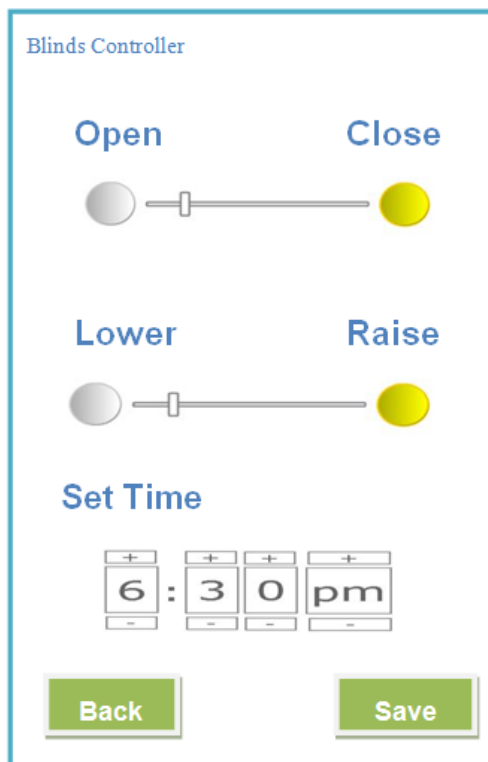 Blinds Controller
Open Close
Lower Raise
Set Time
+ + + +
6 : 3 0 pm
- - - -
Back Save